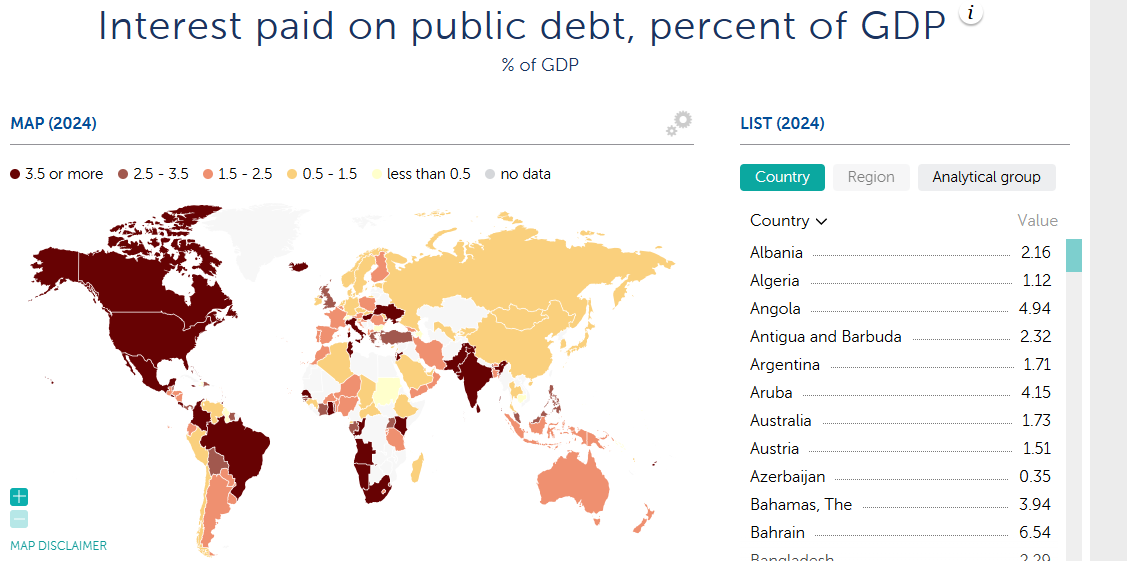 Interest paid on public debt, percent of GDP i
% of GDP
MAP (2024)
3.5 or more 2.5 - 3.5 1.5 - 2.5 0.5 - 1.5 less than 0.5 no data
+
−
MAP DISCLAIMER
LIST (2024)
Country Region Analytical group
Country Value
Albania 2.16
Algeria 1.12
Angola 4.94
Antigua and Barbuda 2.32
Argentina 1.71
Aruba 4.15
Australia 1.73
Austria 1.51
Azerbaijan 0.35
Bahamas, The 3.94
Bahrain 6.54
Bangladesh 2.29